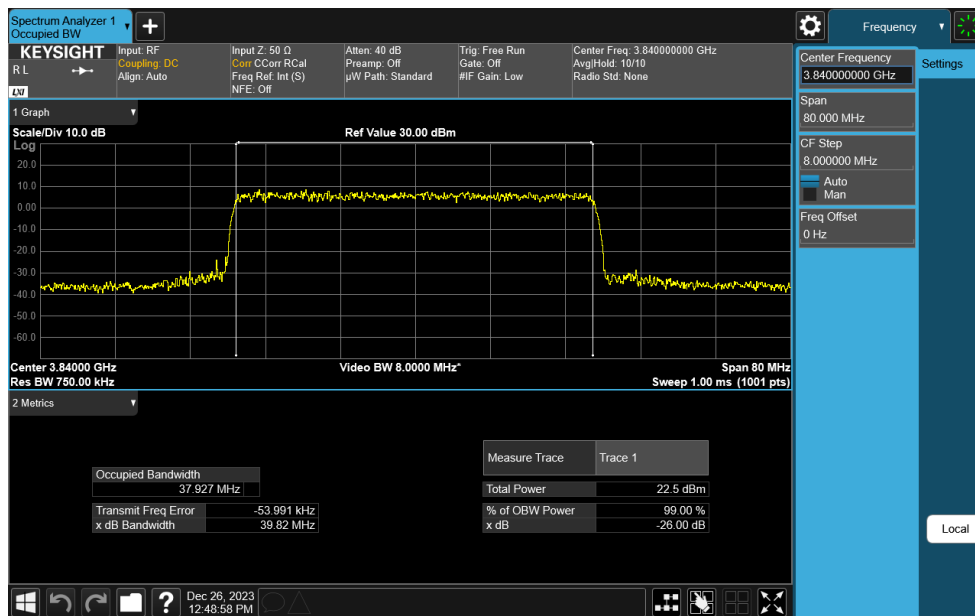 Spectrum Analyzer 1
Occupied BW
+
Frequency
KEYSIGHT
R L
LXI
Input: RF
Coupling: DC
Align: Auto
Input Z: 50 Ω
Corr CCorr RCal
Freq Ref: Int (S)
NFE: Off
Atten: 40 dB
Preamp: Off
µW Path: Standard
Trig: Free Run
Gate: Off
#IF Gain: Low
Center Freq: 3.840000000 GHz
Avg|Hold: 10/10
Radio Std: None
Center Frequency
3.840000000 GHz
Settings
Span
80.000 MHz
CF Step
8.000000 MHz
Auto
Man
Freq Offset
0 Hz
Local
1 Graph
Scale/Div 10.0 dB
Ref Value 30.00 dBm
Log
20.0
10.0
0.00
-10.0
-20.0
-30.0
-40.0
-50.0
-60.0
Center 3.84000 GHz
Video BW 8.0000 MHz*
Span 80 MHz
Res BW 750.00 kHz
Sweep 1.00 ms (1001 pts)
2 Metrics
Measure Trace
Trace 1
Occupied Bandwidth
37.927 MHz
Total Power
22.5 dBm
Transmit Freq Error
-53.991 kHz
% of OBW Power
99.00 %
x dB Bandwidth
39.82 MHz
x dB
-26.00 dB
?
Dec 26, 2023
12:48:58 PM